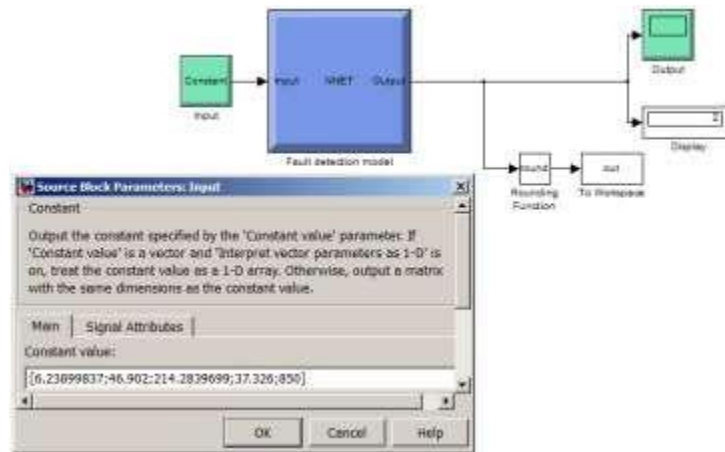 Constant
Input
Input NNET Output
Fault detection model
Output
2
Display
round
Rounding
Function
out
To Workspace
Source Block Parameters: Input
Constant
Output the constant specified by the 'Constant value' parameter. If
'Constant value' is a vector and 'Interpret vector parameters as 1-D' is
on, treat the constant value as a 1-D array. Otherwise, output a matrix
with the same dimensions as the constant value.
Main Signal Attributes
Constant value:
[6.23899837;46.902;214.2839699;37.326;850]
OK Cancel Help